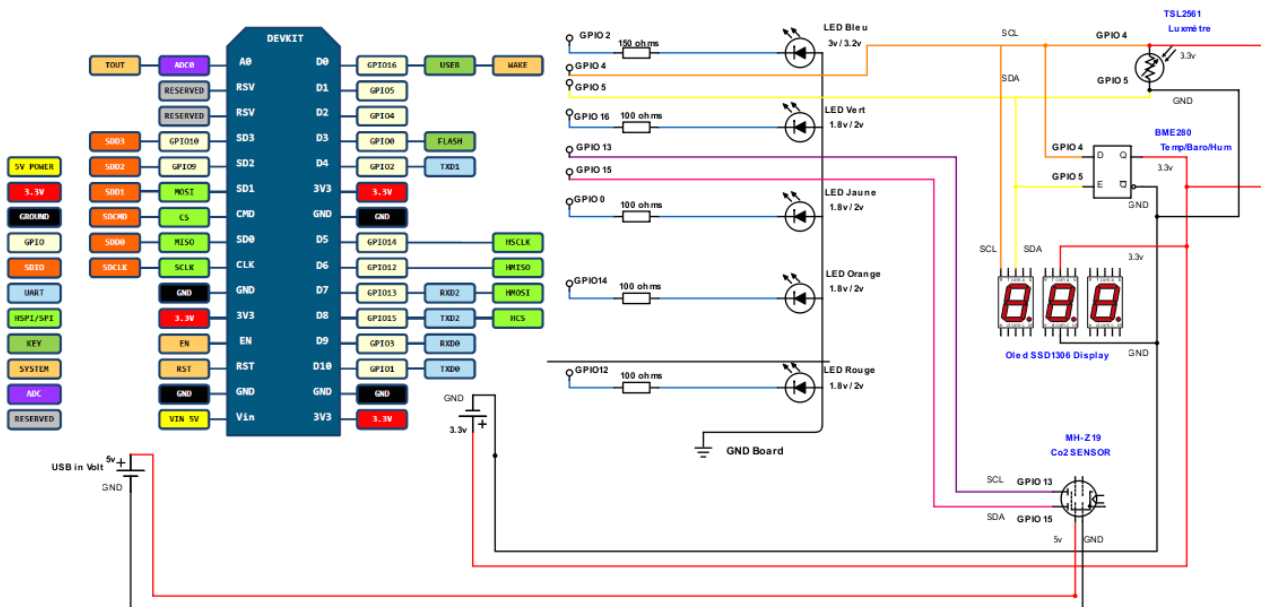 DEVKIT
TOUT ADC0 A0 D0 GPIO16 USER WAKE
RESERVED RSV D1 GPIO5
RESERVED RSV D2 GPIO4
SDD3 GPIO10 SD3 D3 GPIO0 FLASH
5V POWER SDD2 GPIO9 SD2 D4 GPIO2 TXD1
3.3V SDD1 MOSI SD1 3V3 3.3V
GROUND SDCMD CS CMD GND GND
GPIO SDD0 MISO SD0 D5 GPIO14 HSCLK
SDIO SDCLK SCLK CLK D6 GPIO12 HMISO
UART GND GND D7 GPIO13 RXD2 HMOSI
HSPI/SPI 3.3V 3V3 D8 GPIO15 TXD2 HCS
KEY EN EN D9 GPIO3 RXD0
SYSTEM RST RST D10 GPIO1 TXD0
ADC GND GND GND GND
RESERVED VIN 5V Vin 3V3 3.3V
USB in Volt 5v +
GND
GND
3.3v +
GPIO 2
150 ohms
LED Bleu
3v / 3.2v
GPIO 4
GPIO 5
GPIO 16
100 ohms
LED Vert
1.8v / 2v
GPIO 13
GPIO 15
GPIO 0
100 ohms
LED Jaune
1.8v / 2v
GPIO14
100 ohms
LED Orange
1.8v / 2v
GPIO12
100 ohms
LED Rouge
1.8v / 2v
GND Board
TSL2561
Luxmètre
SCL
GPIO 4
3.3v
SDA
GPIO 5
GND
BME280
Temp/Baro/Hum
GPIO 4
D Q
3.3v
GPIO 5
E Q
GND
SCL SDA
3.3v
8. 8. 8.
Oled SSD1306 Display
GND
MH-Z19
Co2 SENSOR
SCL GPIO 13
SDA GPIO 15
5v GND